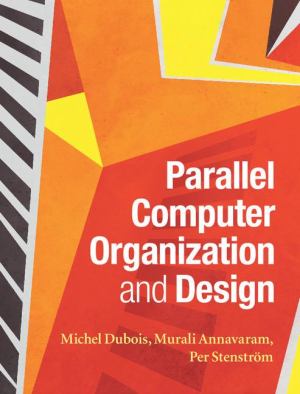 Parallel
Computer
Organization
and Design
Michel Dubois, Murali Annavaram,
Per Stenström